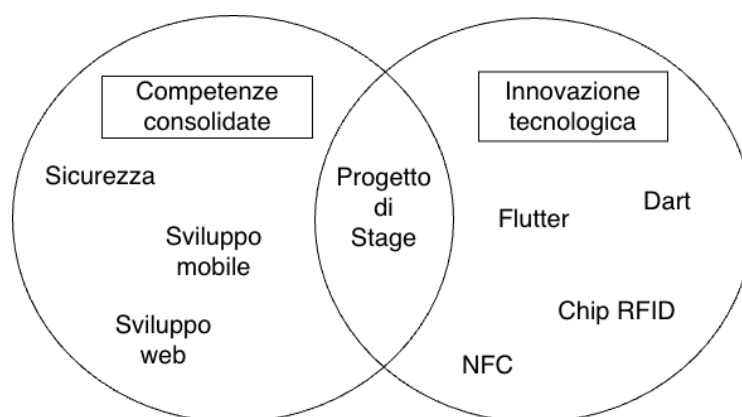 Competenze
consolidate
Sicurezza
Sviluppo
mobile
Sviluppo
web
Progetto
di
Stage
Innovazione
tecnologica
Flutter
Dart
Chip RFID
NFC